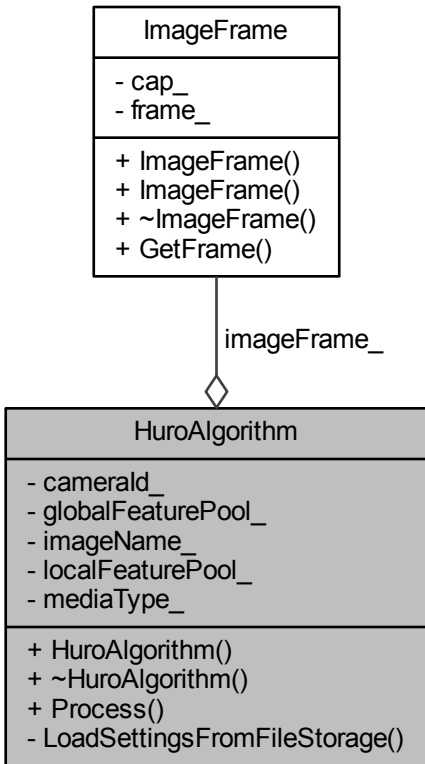 ImageFrame
- cap_
- frame_
+ ImageFrame()
+ ImageFrame()
+ ~ImageFrame()
+ GetFrame()
imageFrame_
HuroAlgorithm
- cameraId_
- globalFeaturePool_
- imageName_
- localFeaturePool_
- mediaType_
+ HuroAlgorithm()
+ ~HuroAlgorithm()
+ Process()
- LoadSettingsFromFileStorage()